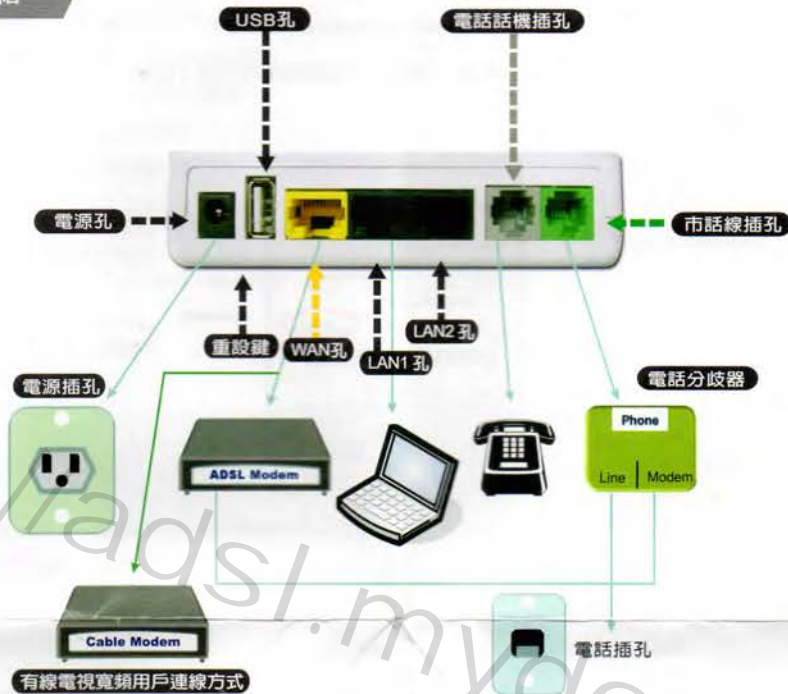 USB孔
電話話機插孔
電源孔
市話線插孔
重設鍵
WAN孔
LAN1 孔
LAN2 孔
電源插孔
電話分歧器
Phone
Line
Modem
ADSL Modem
Cable Modem
電話插孔
有線電視寬頻用戶連線方式